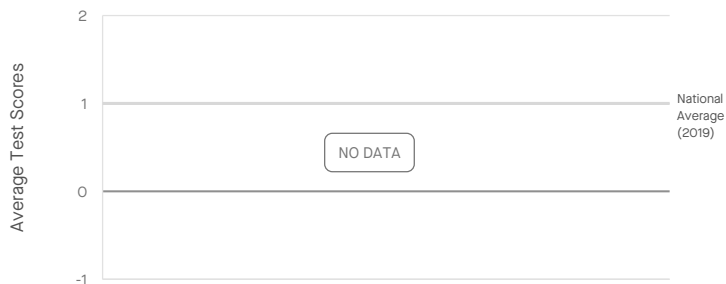 2
Average Test Scores
1
National
Average
(2019)
NO DATA
0
-1